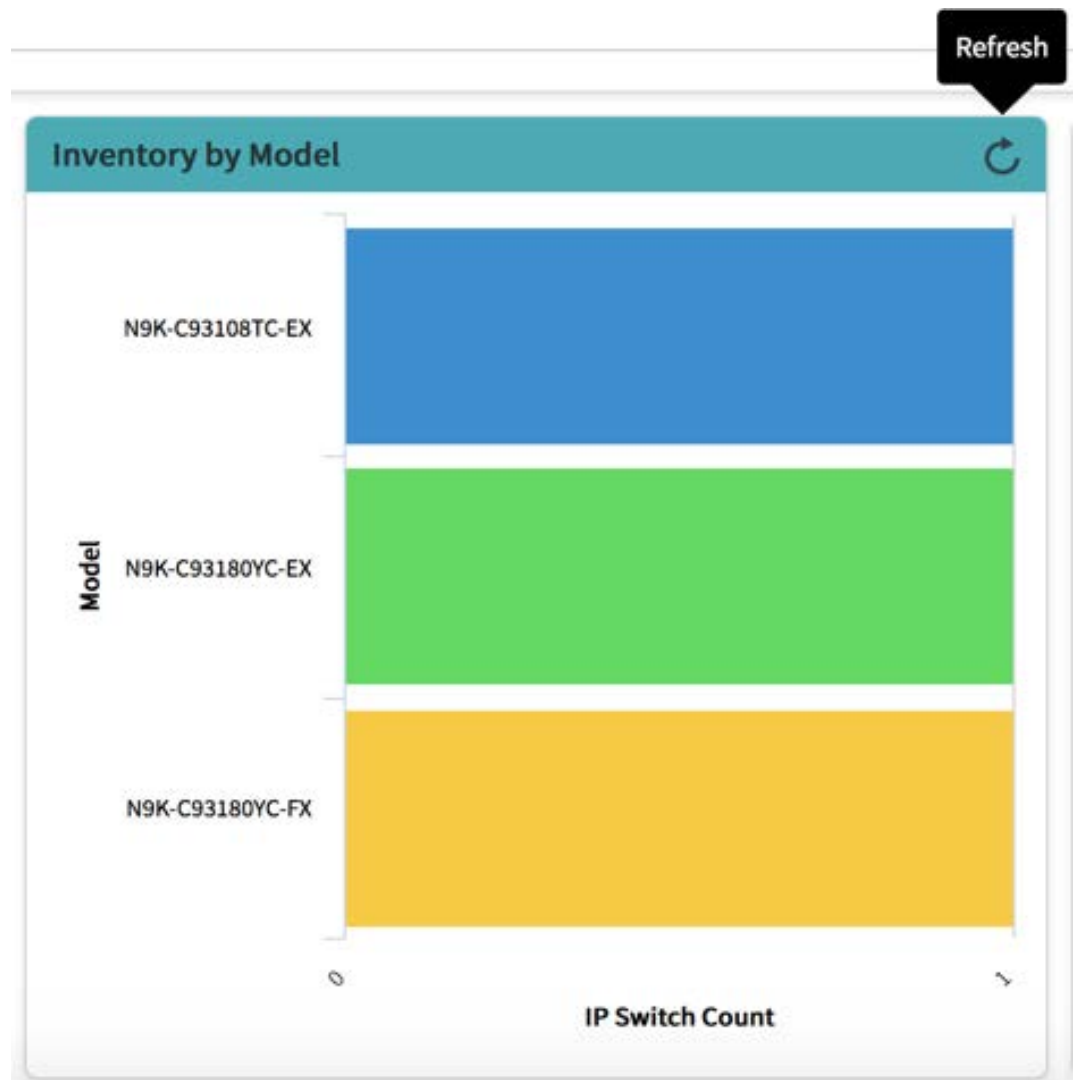 Refresh
Inventory by Model
N9K-C93108TC-EX
Model
N9K-C93180YC-EX
N9K-C93180YC-FX
0
1
IP Switch Count